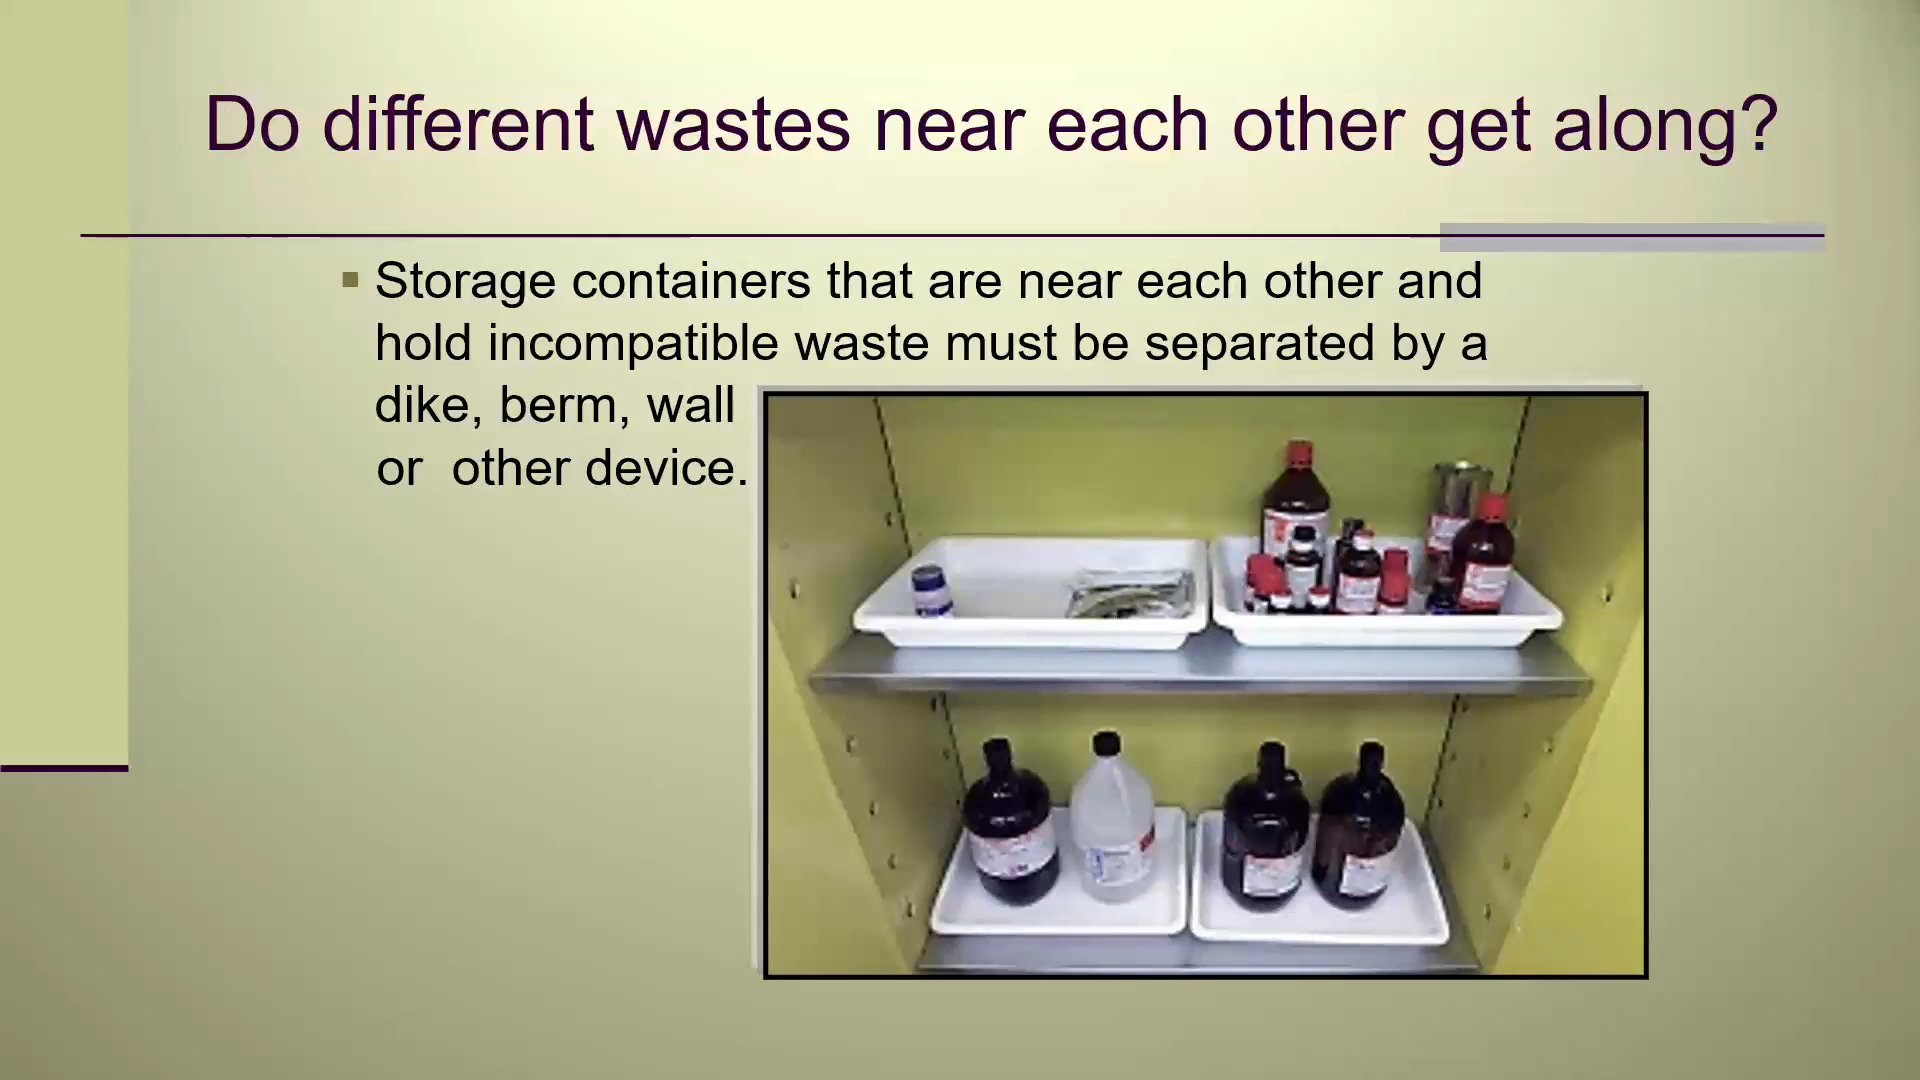 Do different wastes near each other get along?
Storage containers that are near each other and
hold incompatible waste must be separated by a
dike, berm, wall
or other device.